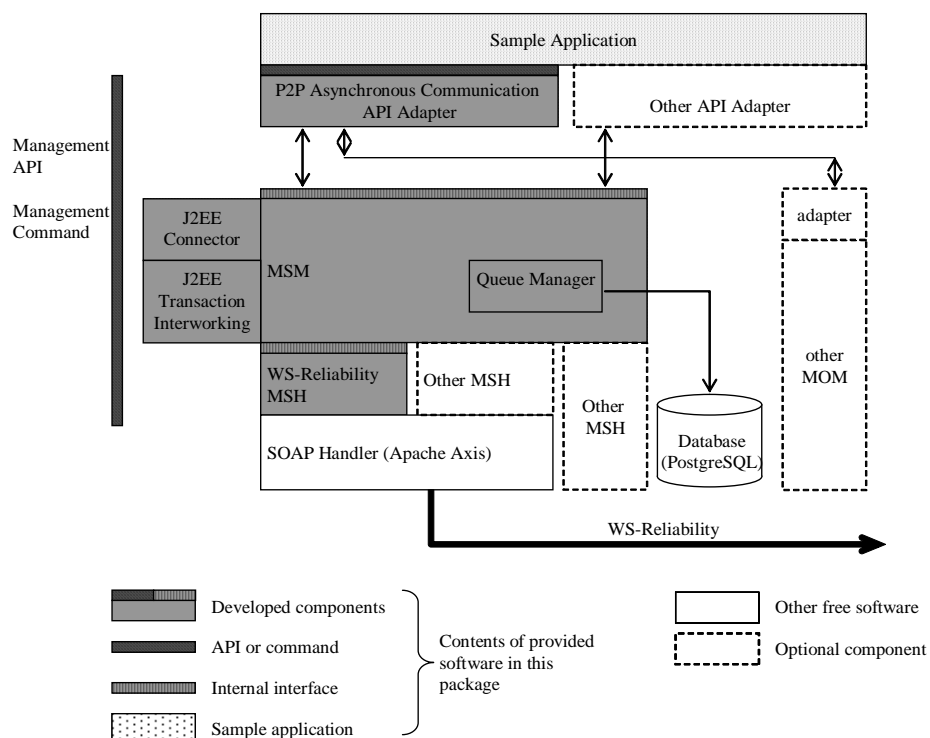 Sample Application
P2P Asynchronous Communication
API Adapter
Other API Adapter
Management
API
Management
Command
J2EE
Connector
J2EE
Transaction
Interworking
MSM
Queue Manager
adapter
other
MOM
WS-Reliability
MSH
Other MSH
Other
MSH
SOAP Handler (Apache Axis)
Database
(PostgreSQL)
WS-Reliability
Developed components
API or command
Internal interface
Sample application
Contents of provided
software in this
package
Other free software
Optional component